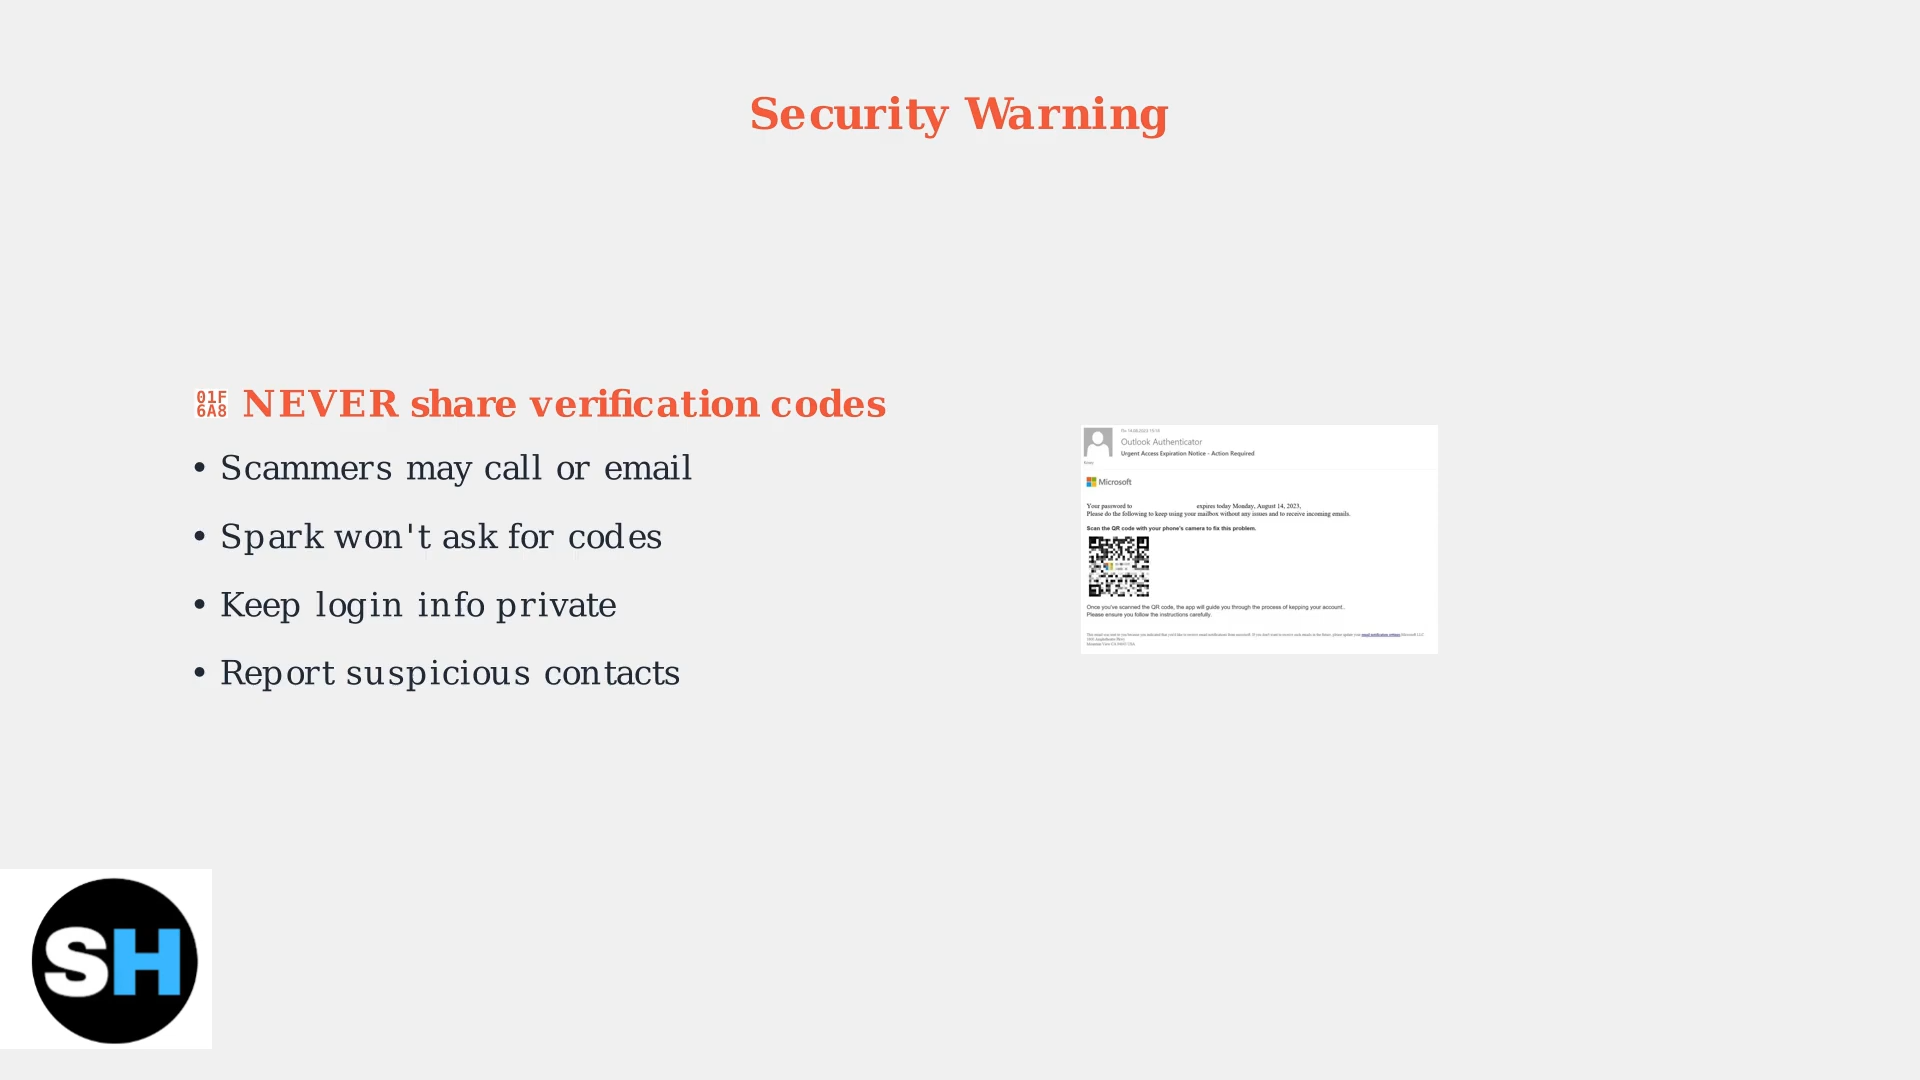 Security Warning
01F
6A8
NEVER share verification codes
• Scammers may call or email
• Spark won't ask for codes
• Keep login info private
• Report suspicious contacts
Outlook Authenticator
Urgent Access Expiration Notice - Action Required
Microsoft
Your password to expires today Monday, August 14, 2023,
Please do the following to keep using your mailbox without any issues and to receive incoming emails.
Scan the QR code with your phone's camera to fix this problem.
Once you've scanned the QR code, the app will guide you through the process of kepping your account..
Please ensure you follow the instructions carefully.
SH